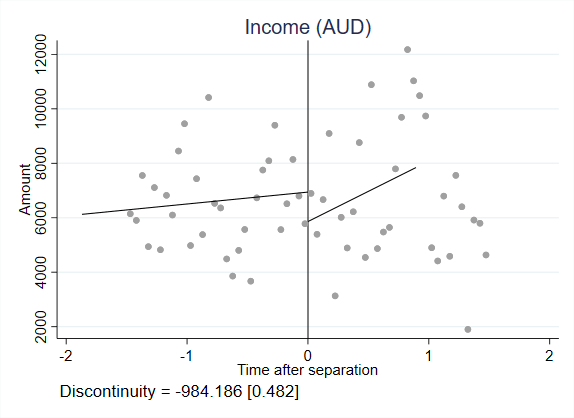 Income (AUD)
Amount
12000
10000
8000
6000
4000
2000
-2 -1 0 1 2
Time after separation
Discontinuity = -984.186 [0.482]